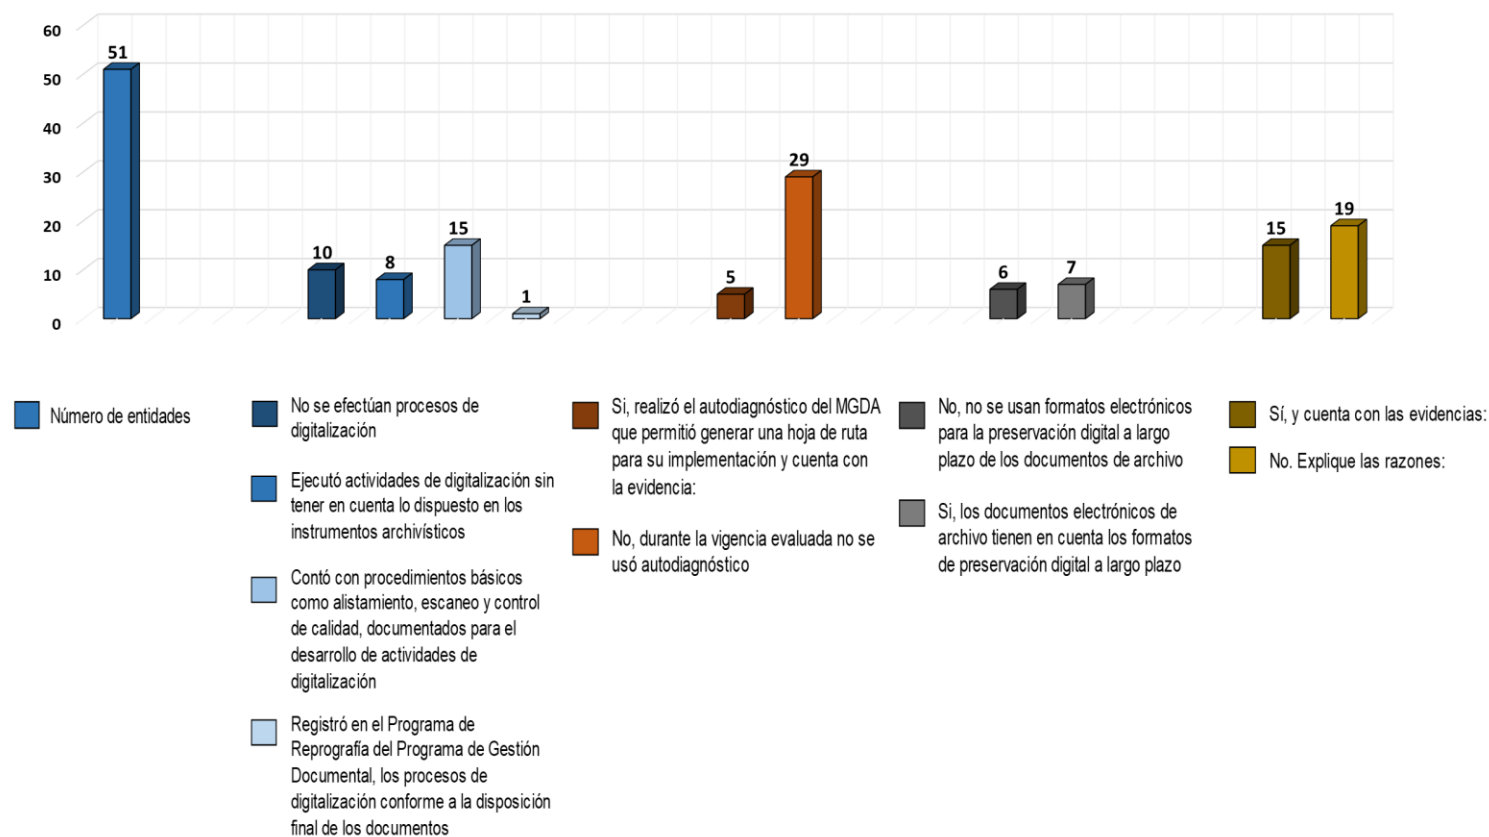 60
50
40
30
20
10
0
51
10
8
15
1
5
29
6
7
15
19
Número de entidades
No se efectúan procesos de
digitalización
Ejecutó actividades de digitalización sin
tener en cuenta lo dispuesto en los
instrumentos archivísticos
Contó con procedimientos básicos
como alistamiento, escaneo y control
de calidad, documentados para el
desarrollo de actividades de
digitalización
Registró en el Programa de
Reprografía del Programa de Gestión
Documental, los procesos de
digitalización conforme a la disposición
final de los documentos
Si, realizó el autodiagnóstico del MGDA
que permitió generar una hoja de ruta
para su implementación y cuenta con
la evidencia:
No, durante la vigencia evaluada no se
usó autodiagnóstico
No, no se usan formatos electrónicos
para la preservación digital a largo
plazo de los documentos de archivo
Si, los documentos electrónicos de
archivo tienen en cuenta los formatos
de preservación digital a largo plazo
Sí, y cuenta con las evidencias:
No. Explique las razones: